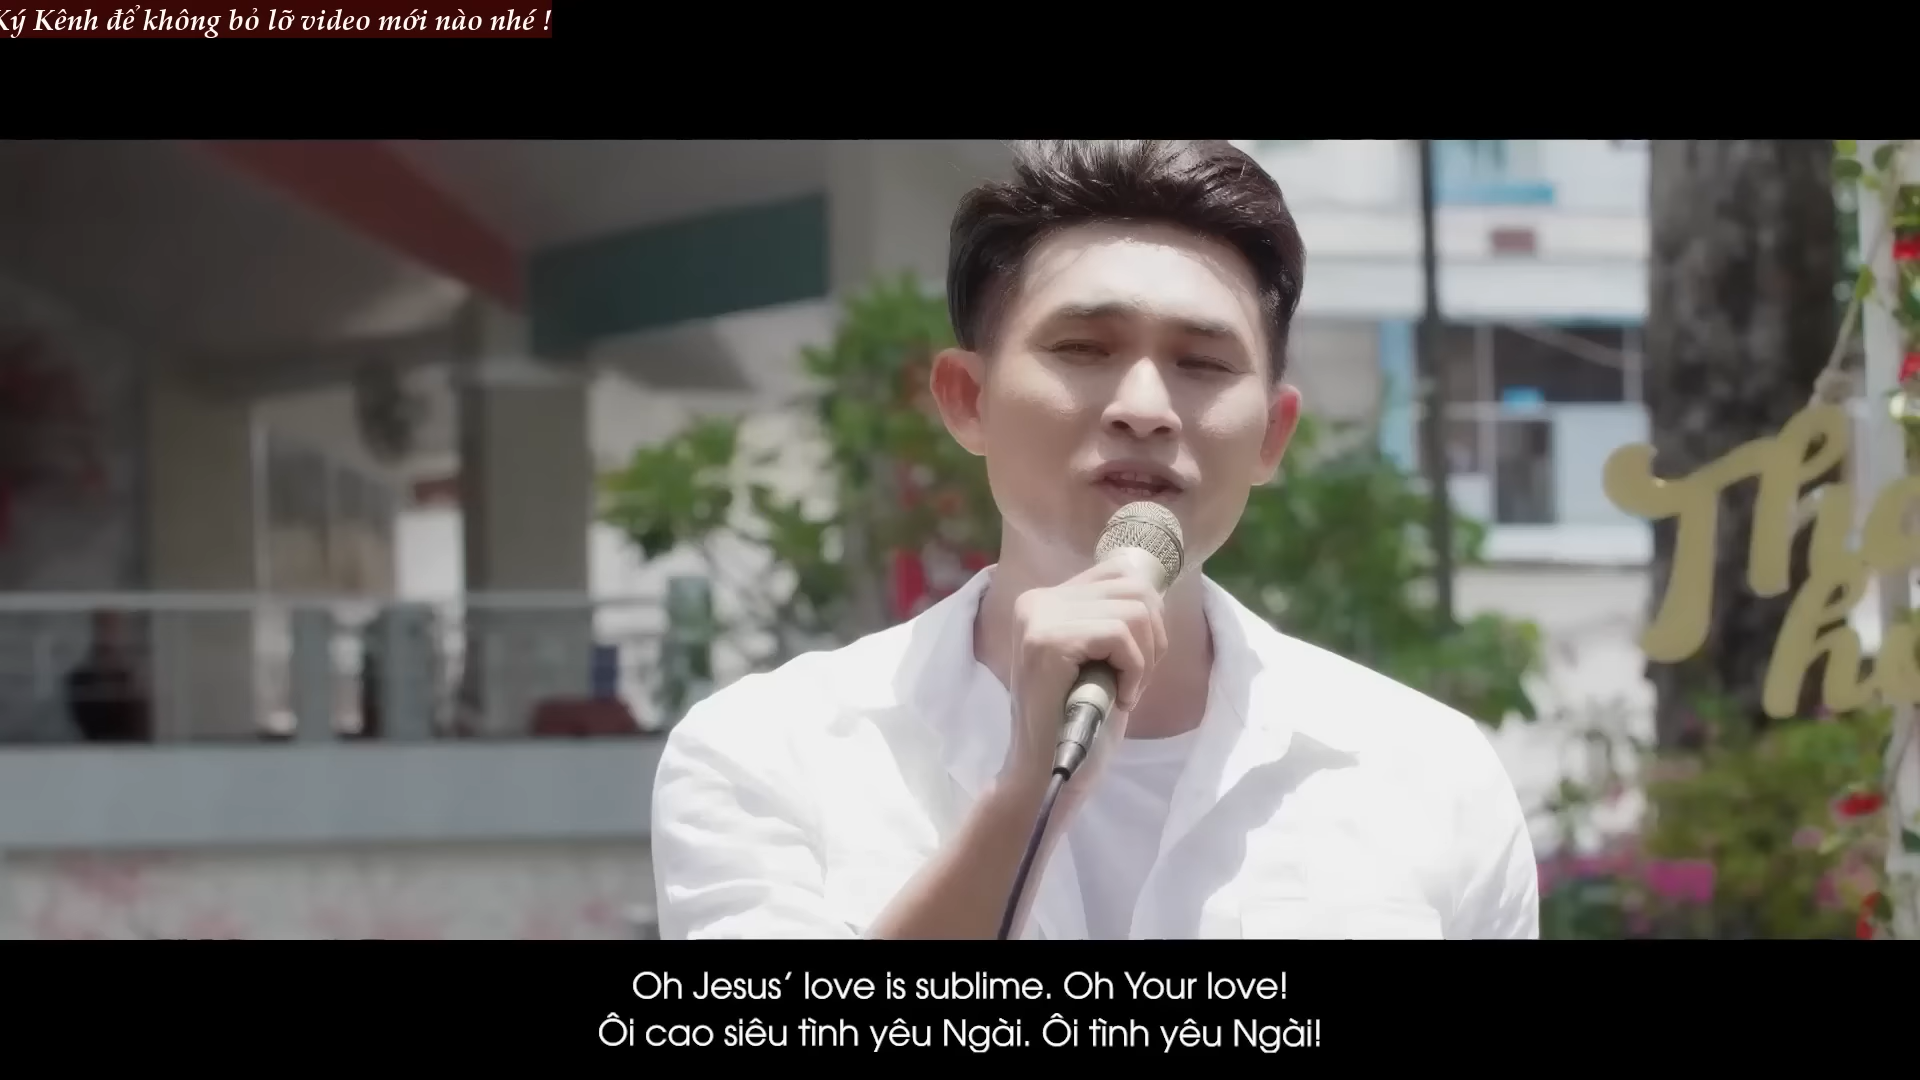 Ký Kênh để không bỏ lỡ video mới nào nhé !
Oh Jesus’ love is sublime. Oh Your love!
Ôi cao siêu tình yêu Ngài. Ôi tình yêu Ngài!